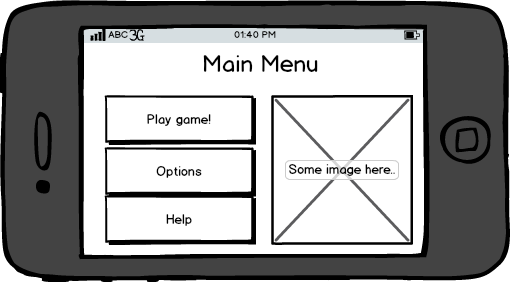 ABC 3G 01:40 PM
Main Menu
Play game!
Options
Help
Some image here..